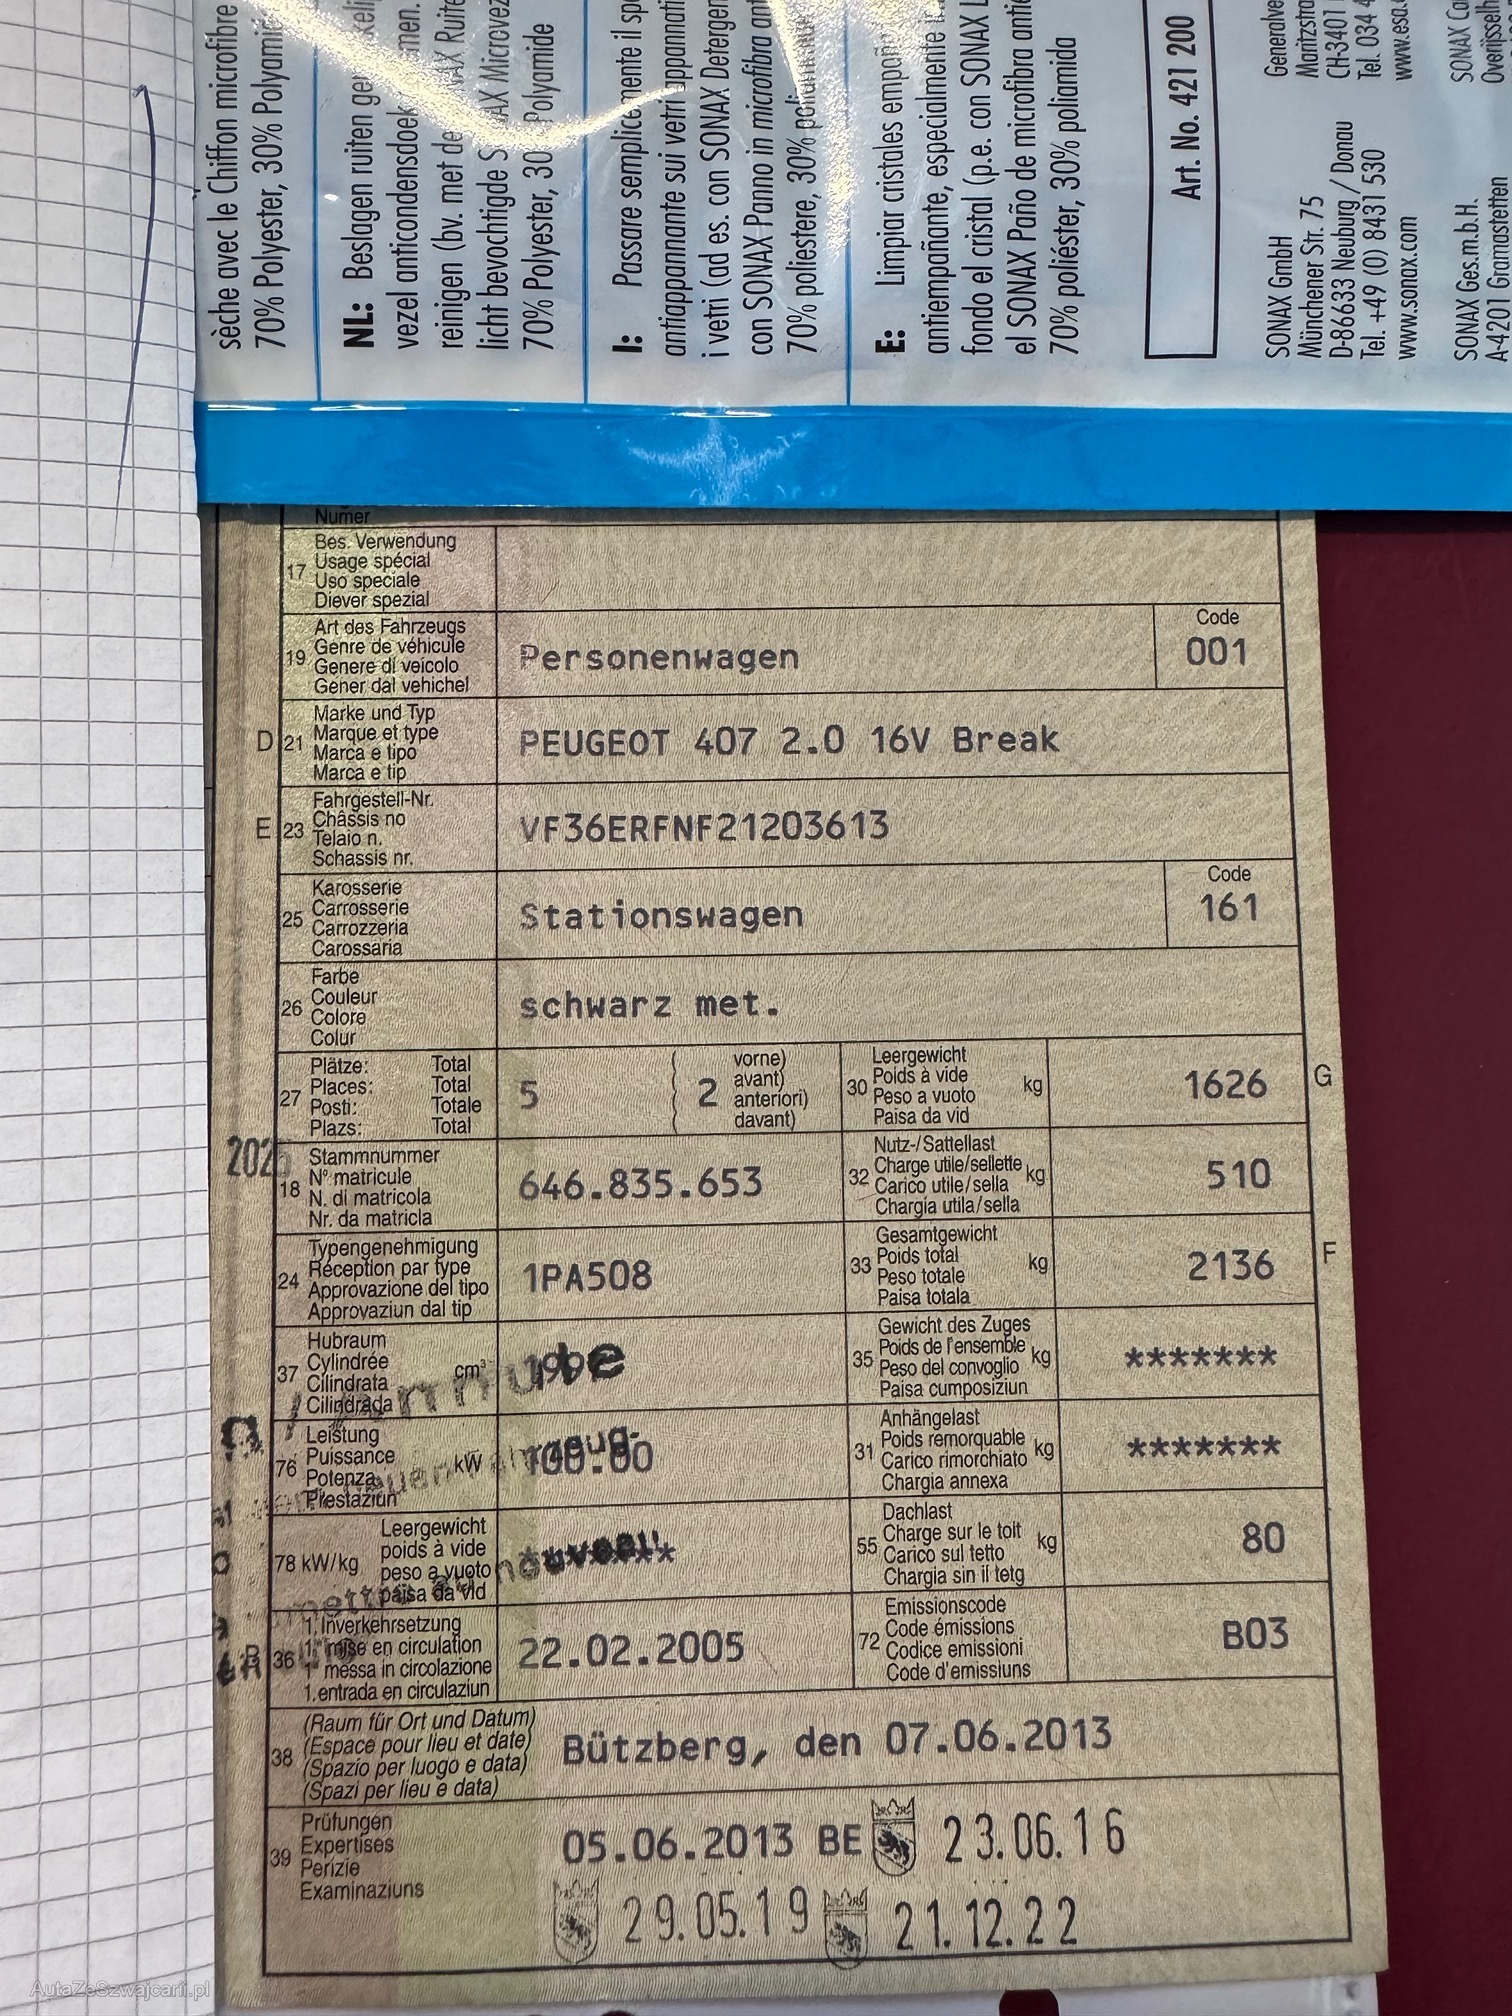 sèche avec le Chiffon microfibre
70% Polyester, 30% Polyamid
NL: Beslagen ruiten
vezel anticondensdoek
reinigen (bv. met de
licht bevochtigde Microvez
70% Polyester, 30% Polyamide
I: Passare semplicemente il
antiappannante sui vetri appannati
i vetri (ad es. con SONAX Detergen
con SONAX Panno in microfibra
70% poliestere, 30%
E: Limpiar cristales
antiempañante, especialmente
fondo el cristal (p.e. con SONAX
el SONAX Paño de microfibra
70% poliéster, 30% poliamida
Art. No. 421 200
SONAX GmbH
Münchener Str. 75
D-86633 Neuburg / Donau
Tel. +49 (0) 8431 530
www.sonax.com
SONAX Ges.m.b.H.
A-4201 Gramastetten
CH-3401
Tel. 034
www.esa.
SONAX
Numer
17 Bes. Verwendung
Usage spécial
Uso speciale
Diever spezial
19 Art des Fahrzeugs
Genre de véhicule
Genere di veicolo
Gener dal vehichel
Personenwagen
Code
001
D 21 Marke und Typ
Marque et type
Marca e tipo
Marca e tip
PEUGEOT 407 2.0 16V Break
E 23 Fahrgestell-Nr.
Châssis no
Telaio n.
Schassis nr.
VF36ERFNF21203613
25 Karosserie
Carrosserie
Carrozzeria
Carossaria
Stationswagen
Code
161
26 Farbe
Couleur
Colore
Colur
schwarz met.
27 Plätze: Total
Places: Total
Posti: Totale
Plazs: Total
5
2 vorne)
avant)
anteriori)
davant)
30 Leergewicht
Poids à vide
Peso a vuoto
Paisa da vid
kg
1626
G
18 Stammnummer
N° matricule
N. di matricola
Nr. da matricla
646.835.653
32 Nutz-/Sattellast
Charge utile/sellette
Carico utile/sella
Chargia utila/sella
kg
510
24 Typengenehmigung
Réception par type
Approvazione del tipo
Approvaziun dal tip
1PA508
33 Gesamtgewicht
Poids total
Peso totale
Paisa totala
kg
2136
F
37 Hubraum
Cylindrée
Cilindrata
Cilindrada
cm³
35 Gewicht des Zuges
Poids de l'ensemble
Peso del convoglio
Paisa cumposiziun
kg
*******
76 Leistung
Puissance
Potenza
Prestaziun
kW
100.00
31 Anhängelast
Poids remorquable
Carico rimorchiato
Chargia annexa
kg
*******
78 kW/kg Leergewicht
poids à vide
peso a vuoto
paisa da vid
55 Dachlast
Charge sur le toit
Carico sul tetto
Chargia sin il tetg
kg
80
36 1. Inverkehrsetzung
mise en circulation
messa in circolazione
1. entrada en circulaziun
22.02.2005
72 Emissionscode
Code émissions
Codice emissioni
Code d'emissiuns
B03
38 (Raum für Ort und Datum)
(Espace pour lieu et date)
(Spazio per luogo e data)
(Spazi per lieu e data)
Bützberg, den 07.06.2013
39 Prüfungen
Expertises
Perizie
Examinaziuns
05.06.2013 BE 23.06.16
29.05.19 21.12.22
AutaZeSzwajcarii.pl